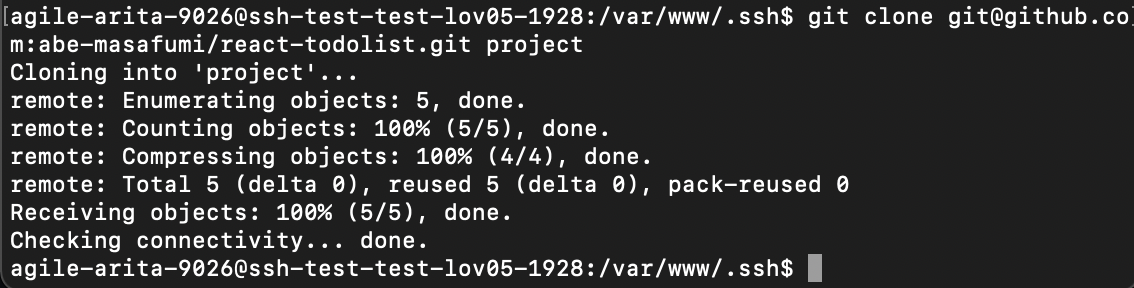 [agile-arita-9026@ssh-test-test-lov05-1928:/var/www/.ssh$ git clone git@github.co]
m:abe-masafumi/react-todolist.git project
Cloning into 'project'...
remote: Enumerating objects: 5, done.
remote: Counting objects: 100% (5/5), done.
remote: Compressing objects: 100% (4/4), done.
remote: Total 5 (delta 0), reused 5 (delta 0), pack-reused 0
Receiving objects: 100% (5/5), done.
Checking connectivity... done.
agile-arita-9026@ssh-test-test-lov05-1928:/var/www/.ssh$